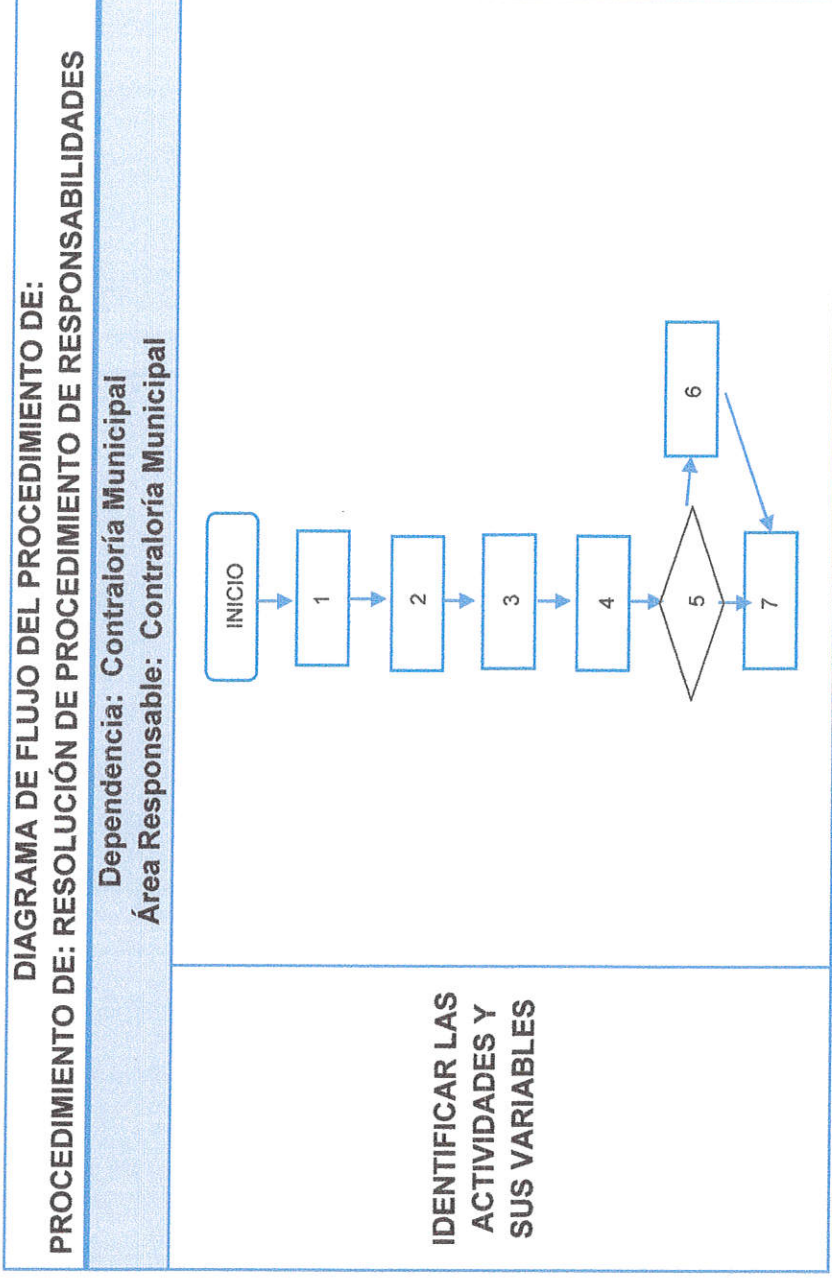 DIAGRAMA DE FLUJO DEL PROCEDIMIENTO DE:
PROCEDIMIENTO DE: RESOLUCIÓN DE PROCEDIMIENTO DE RESPONSABILIDADES
Dependencia: Contraloría Municipal
Área Responsable: Contraloría Municipal
IDENTIFICAR LAS
ACTIVIDADES Y
SUS VARIABLES
INICIO
1
2
3
4
5
6
7